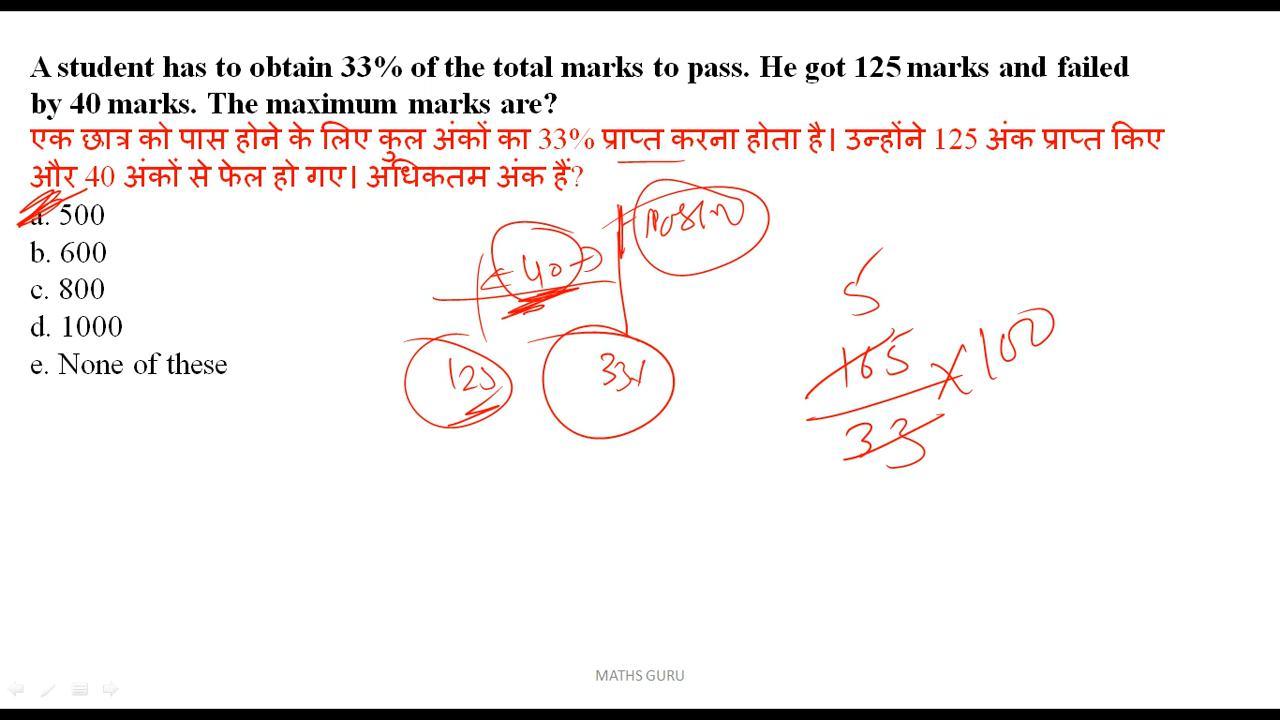 A student has to obtain 33% of the total marks to pass. He got 125 marks and failed
by 40 marks. The maximum marks are?
एक छात्र को पास होने के लिए कुल अंकों का 33% प्राप्त करना होता है। उन्होंने 125 अंक प्राप्त किए
और 40 अंकों से फेल हो गए। अधिकतम अंक हैं?
a. 500
b. 600
c. 800
d. 1000
e. None of these
40
125
33%
5
165 × 100
33
MATHS GURU